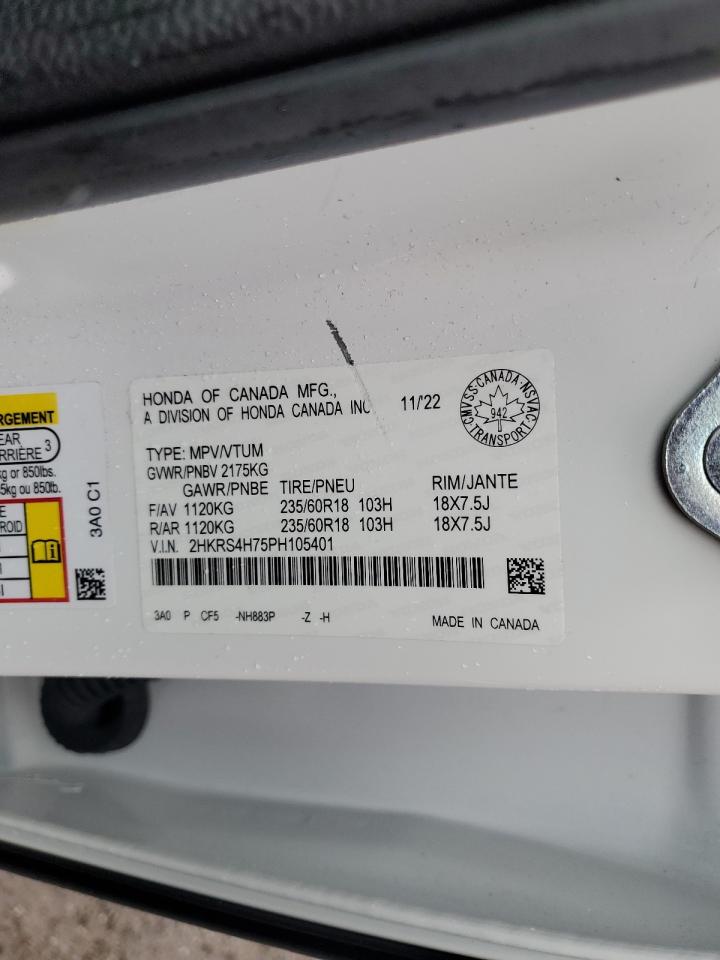 RGEMENT
3
kg or 850lbs.
5kg ou 850lb.
3A0 C1
HONDA OF CANADA MFG.,
A DIVISION OF HONDA CANADA INC
11/'22
CMVSS·CANADA·NSVAC
942
TRANSPORT
TYPE: MPV/VTUM
GVWR/PNBV 2175KG
GAWR/PNBE TIRE/PNEU RIM/JANTE
F/AV 1120KG 235/60R18 103H 18X7.5J
R/AR 1120KG 235/60R18 103H 18X7.5J
V.I.N. 2HKRS4H75PH105401
3A0 P CF5 -NH883P -Z -H
MADE IN CANADA